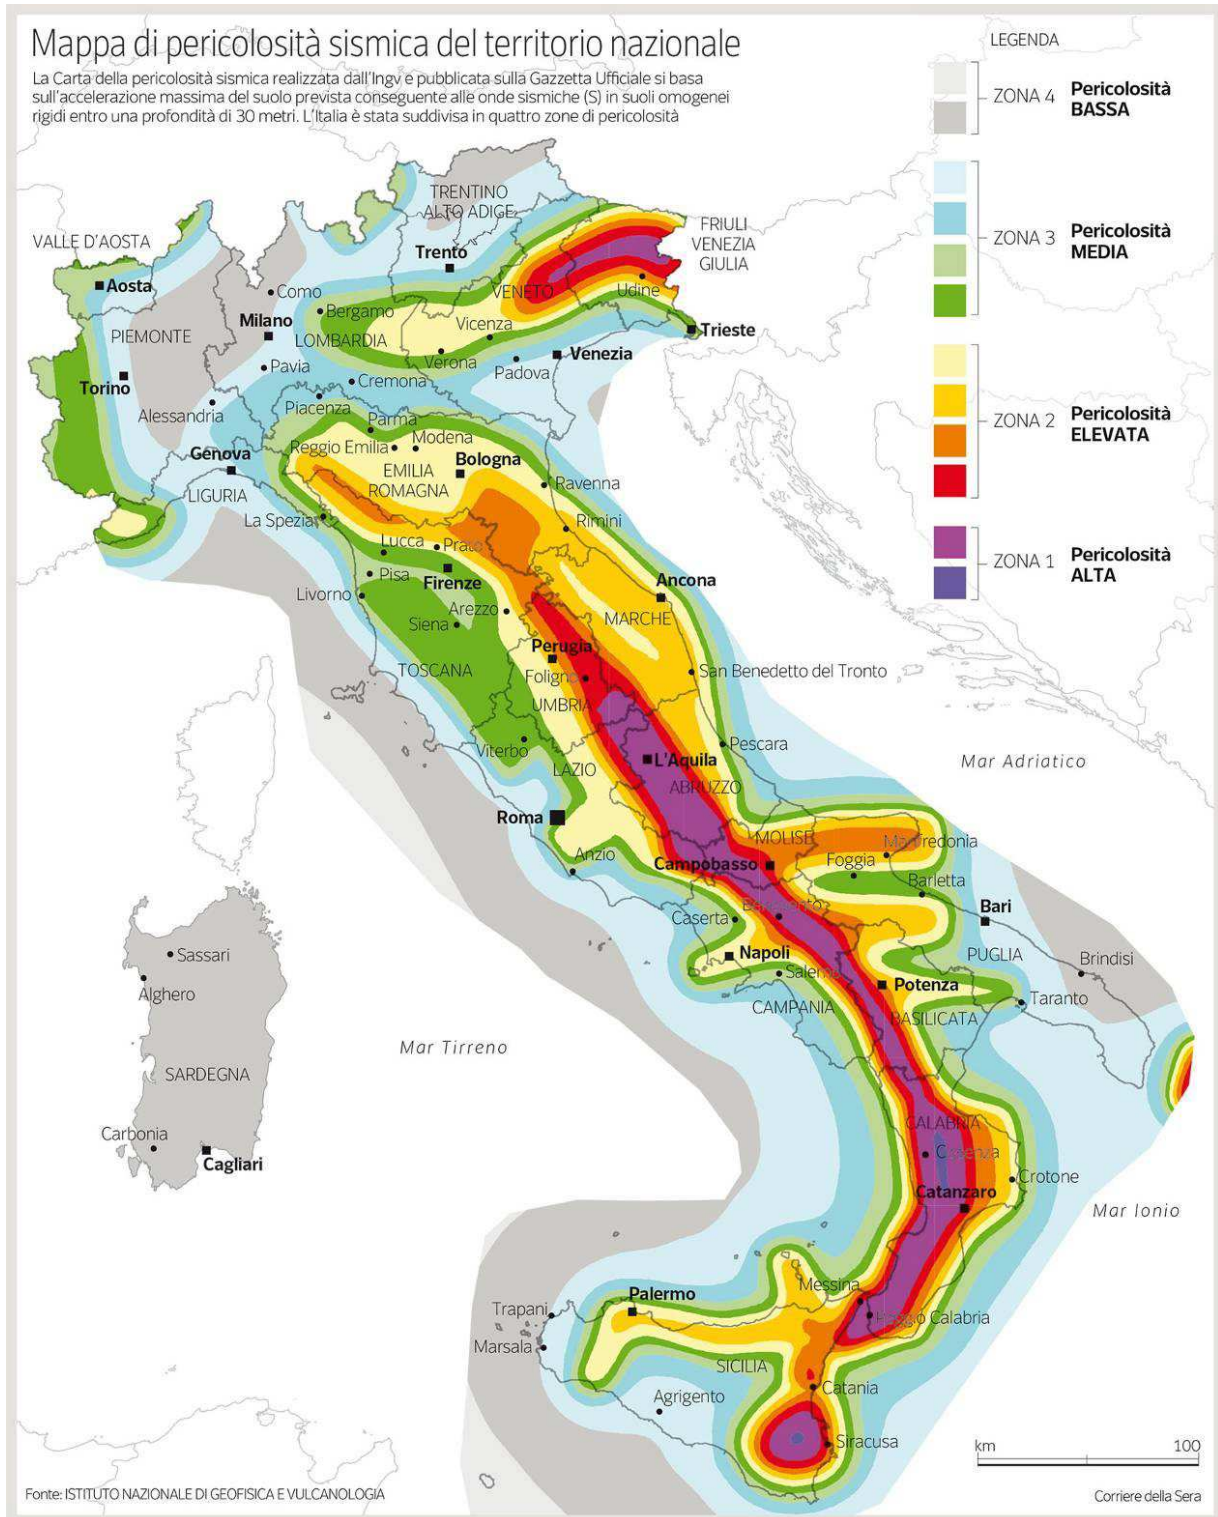 Mappa di pericolosità sismica del territorio nazionale
La Carta della pericolosità sismica realizzata dall'Ingv e pubblicata sulla Gazzetta Ufficiale si basa
sull'accelerazione massima del suolo prevista conseguente alle onde sismiche (S) in suoli omogenei
rigidi entro una profondità di 30 metri. L'Italia è stata suddivisa in quattro zone di pericolosità
LEGENDA
ZONA 4
Pericolosità
BASSA
ZONA 3
Pericolosità
MEDIA
ZONA 2
Pericolosità
ELEVATA
ZONA 1
Pericolosità
ALTA
TRENTINO
ALTO ADIGE
VALLE D'AOSTA
FRIULI
VENEZIA
GIULIA
Trento
Aosta
Como
VENETO
Udine
Bergamo
Milano
Vicenza
Trieste
PIEMONTE
LOMBARDIA
Verona
Venezia
Pavia
Padova
Torino
Cremona
Alessandria
Piacenza
Parma
Modena
Reggio Emilia
Genova
Bologna
EMILIA
ROMAGNA
Ravenna
LIGURIA
La Spezia
Rimini
Lucca
Prato
Pisa
Firenze
Ancona
Livorno
Arezzo
Siena
MARCHE
Perugia
TOSCANA
Foligno
San Benedetto del Tronto
UMBRIA
Viterbo
Pescara
LAZIO
L'Aquila
Mar Adriatico
ABRUZZO
Roma
MOLISE
Manfredonia
Anzio
Campobasso
Foggia
Barletta
Caserta
Benevento
Bari
Napoli
PUGLIA
Brindisi
Sassari
Salerno
Potenza
Alghero
CAMPANIA
Taranto
BASILICATA
Mar Tirreno
SARDEGNA
CALABRIA
Carbonia
Cosenza
Cagliari
Crotone
Catanzaro
Mar Ionio
Messina
Palermo
Trapani
Reggio Calabria
Marsala
SICILIA
Catania
Agrigento
Siracusa
km
100
Fonte: ISTITUTO NAZIONALE DI GEOFISICA E VULCANOLOGIA
Corriere della Sera